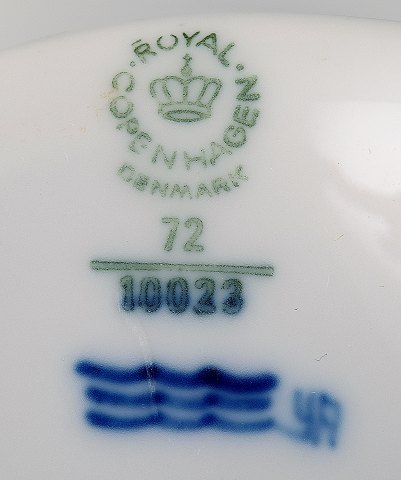 ROYAL
COPENHAGEN
DENMARK
72
10023